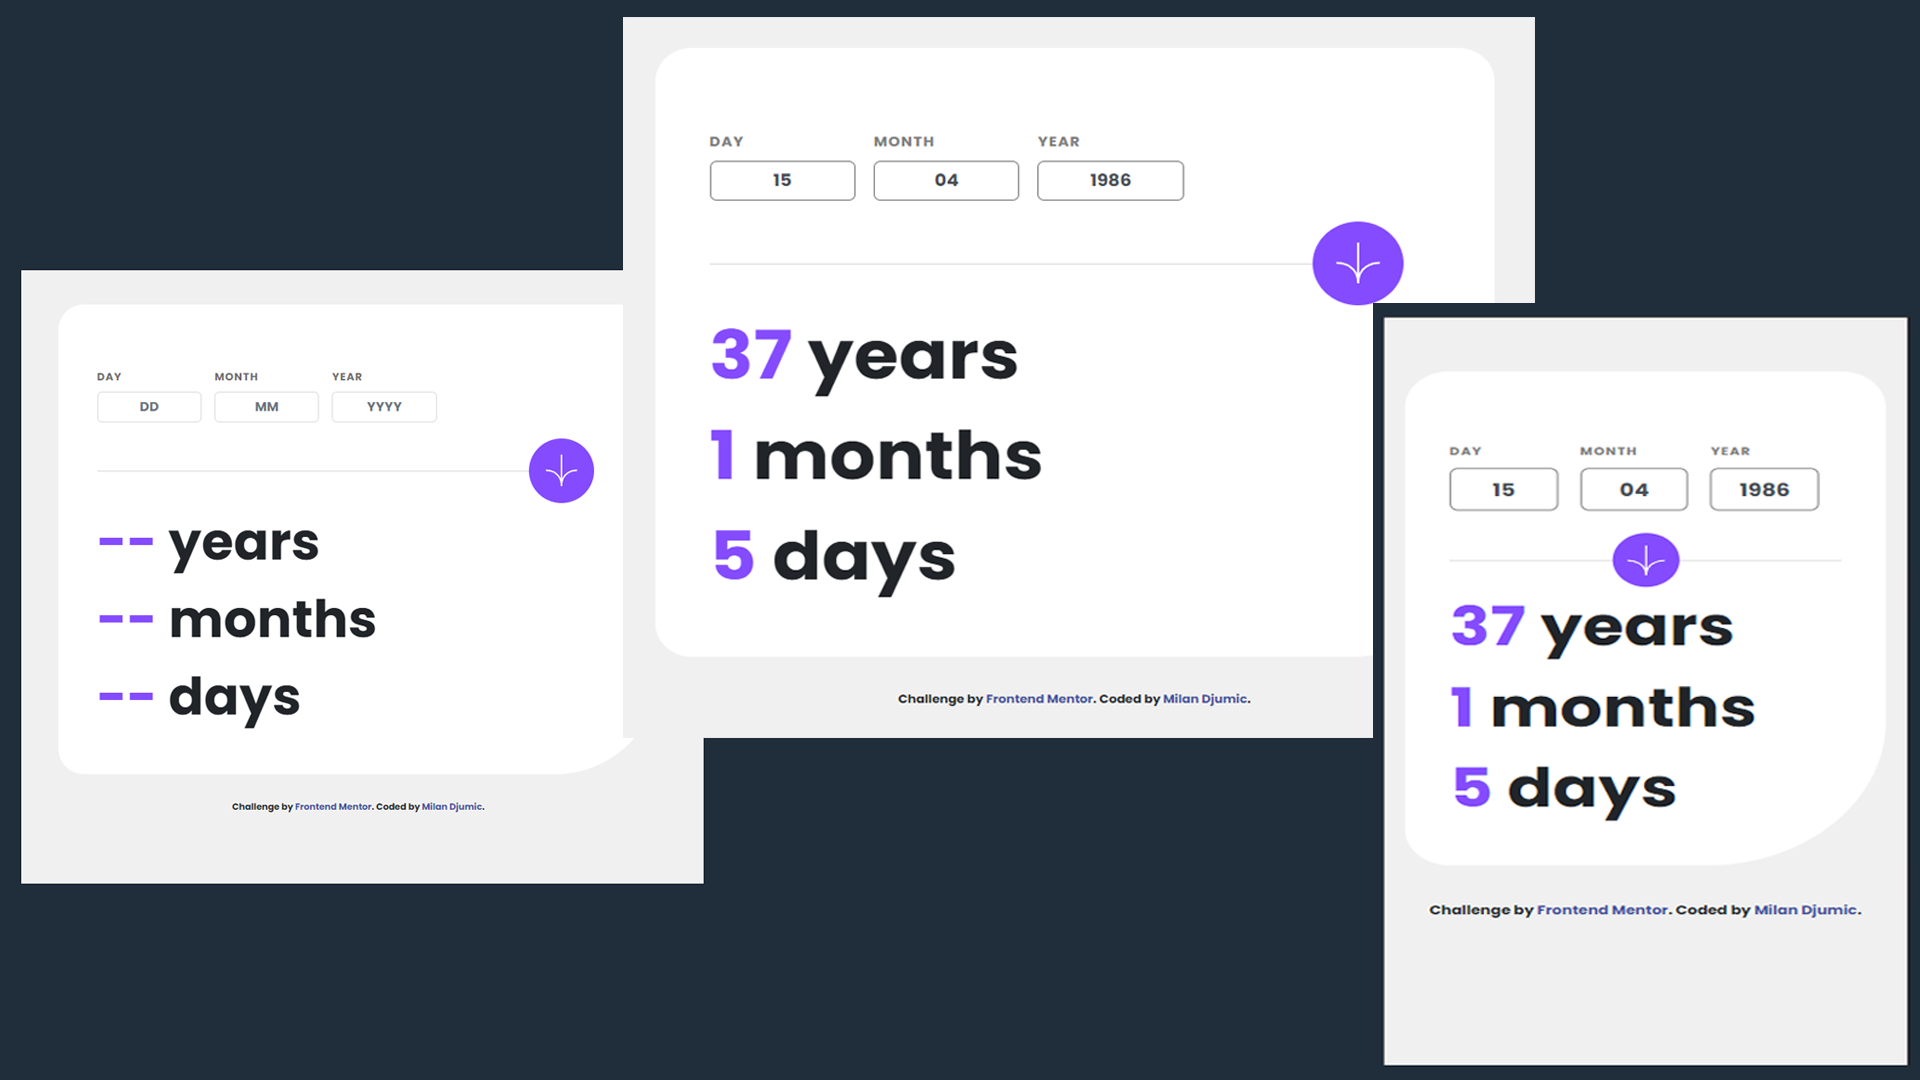 DAY MONTH YEAR
DD MM YYYY
-- years
-- months
-- days
Challenge by Frontend Mentor. Coded by Milan Djumic.
DAY MONTH YEAR
15 04 1986
37 years
1 months
5 days
Challenge by Frontend Mentor. Coded by Milan Djumic.
DAY MONTH YEAR
15 04 1986
37 years
1 months
5 days
Challenge by Frontend Mentor. Coded by Milan Djumic.